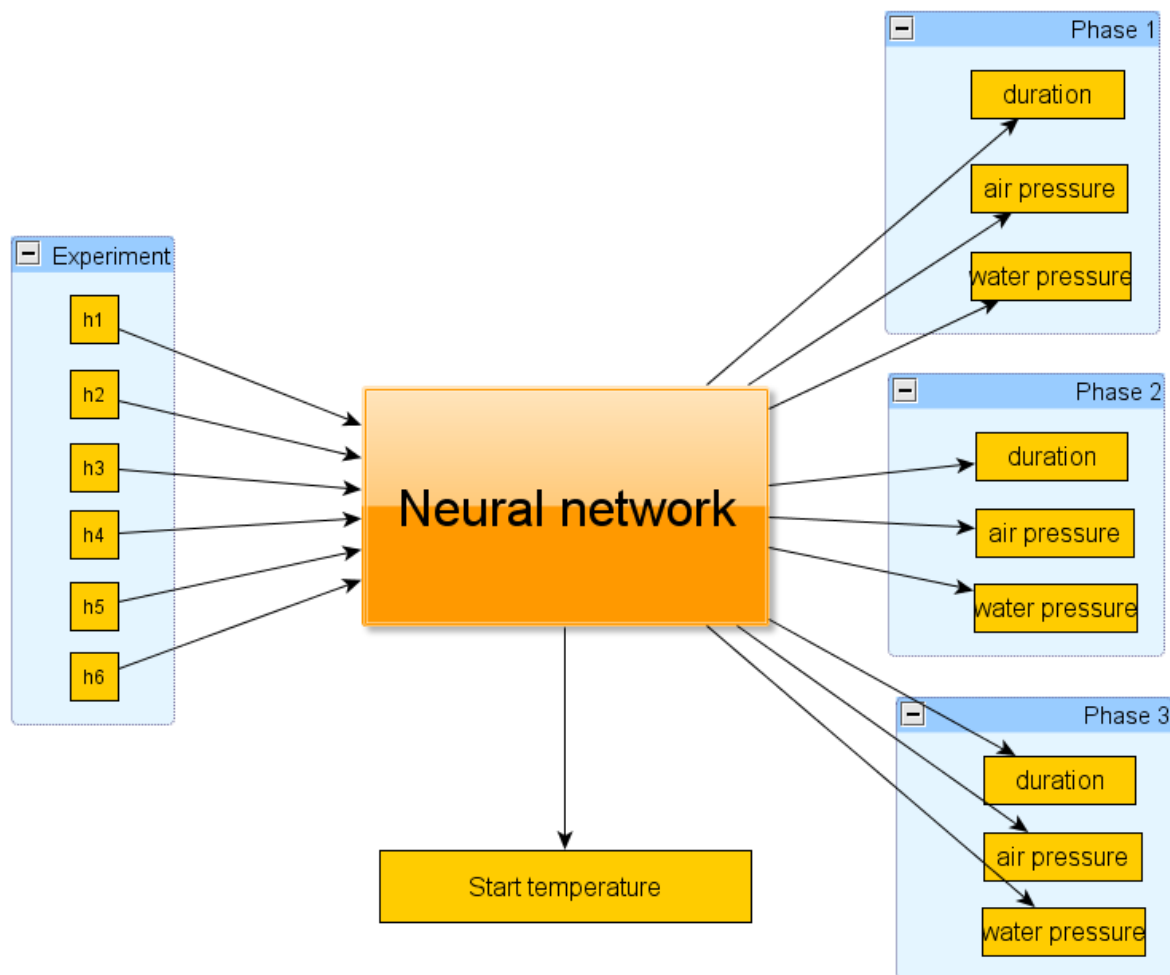 Experiment
h1
h2
h3
h4
h5
h6
Neural network
Start temperature
Phase 1
duration
air pressure
water pressure
Phase 2
duration
air pressure
water pressure
Phase 3
duration
air pressure
water pressure